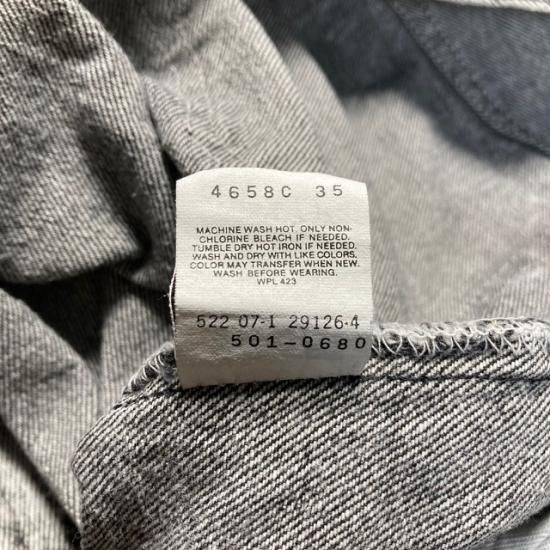 4658C 35
MACHINE WASH HOT, ONLY NON-
CHLORINE BLEACH IF NEEDED.
TUMBLE DRY HOT IRON IF NEEDED.
WASH AND DRY WITH LIKE COLORS.
COLOR MAY TRANSFER WHEN NEW.
WASH BEFORE WEARING.
WPL 423
522 07-1 29126-4
501-0680